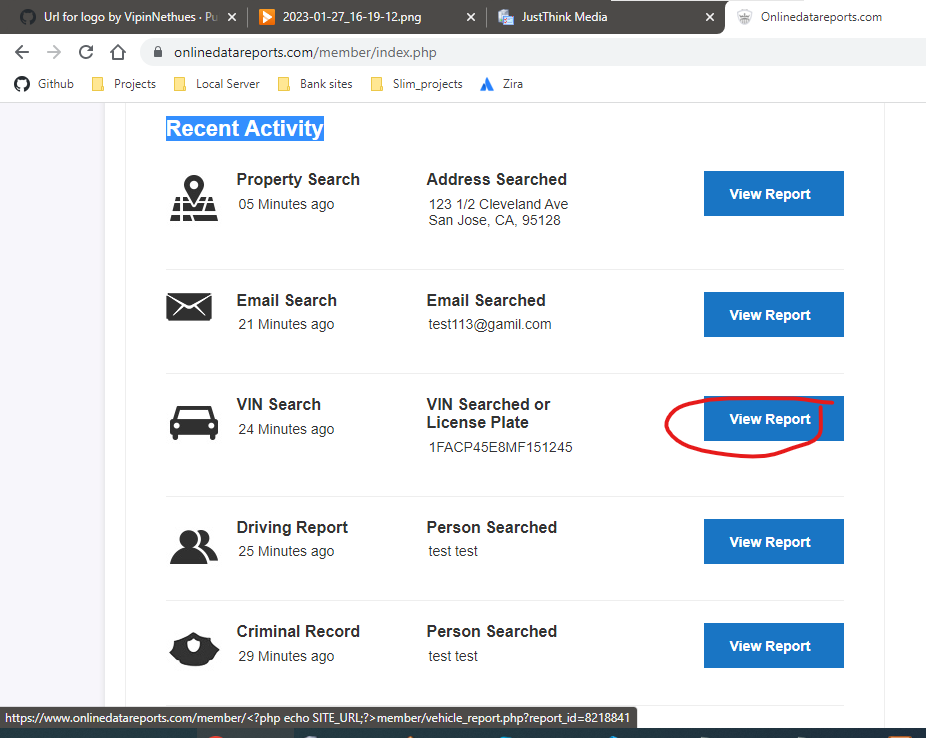 Url for logo by VipinNethues · Pu
2023-01-27_16-19-12.png
JustThink Media
Onlinedatareports.com
onlinedatareports.com/member/index.php
Github
Projects
Local Server
Bank sites
Slim_projects
Zira
Recent Activity
Property Search
Address Searched
05 Minutes ago
123 1/2 Cleveland Ave
San Jose, CA, 95128
View Report
Email Search
Email Searched
21 Minutes ago
test113@gamil.com
View Report
VIN Search
VIN Searched or
License Plate
24 Minutes ago
1FACP45E8MF151245
View Report
Driving Report
Person Searched
25 Minutes ago
test test
View Report
Criminal Record
Person Searched
29 Minutes ago
test test
View Report
https://www.onlinedatareports.com/member/<?php echo SITE_URL;?>member/vehicle_report.php?report_id=8218841